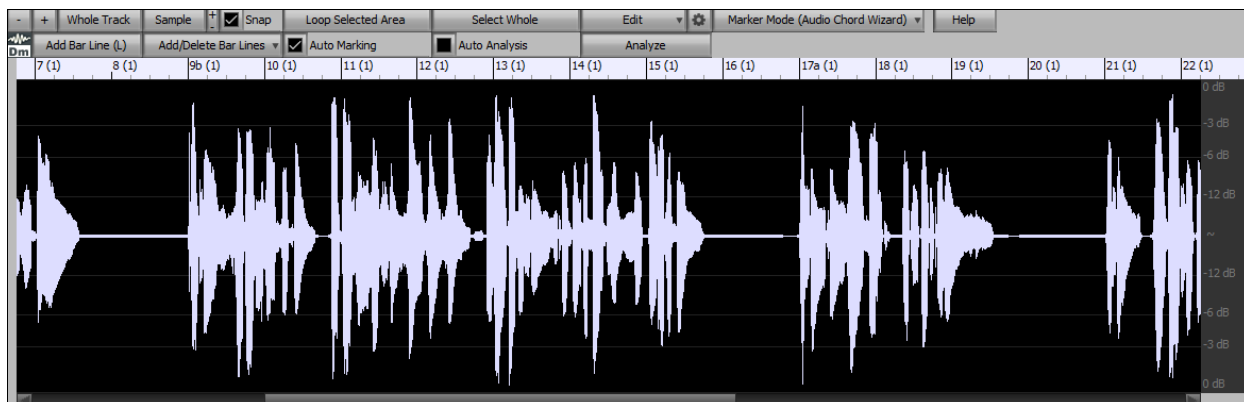 - + Whole Track Sample + - Snap Loop Selected Area Select Whole Edit Marker Mode (Audio Chord Wizard) Help
Dm Add Bar Line (L) Add/Delete Bar Lines Auto Marking Auto Analysis Analyze
7 (1) 8 (1) 9b (1) 10 (1) 11 (1) 12 (1) 13 (1) 14 (1) 15 (1) 16 (1) 17a (1) 18 (1) 19 (1) 20 (1) 21 (1) 22 (1)
0 dB
-3 dB
-6 dB
-12 dB
~
-12 dB
-6 dB
-3 dB
0 dB